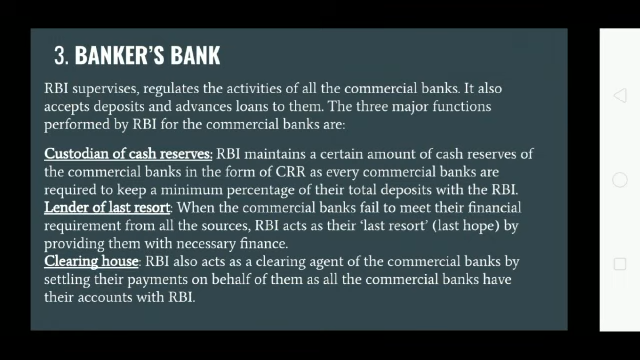 3. BANKER'S BANK
RBI supervises, regulates the activities of all the commercial banks. It also
accepts deposits and advances loans to them. The three major functions
performed by RBI for the commercial banks are:
Custodian of cash reserves: RBI maintains a certain amount of cash reserves of
the commercial banks in the form of CRR as every commercial banks are
required to keep a minimum percentage of their total deposits with the RBI.
Lender of last resort: When the commercial banks fail to meet their financial
requirement from all the sources, RBI acts as their 'last resort' (last hope) by
providing them with necessary finance.
Clearing house: RBI also acts as a clearing agent of the commercial banks by
settling their payments on behalf of them as all the commercial banks have
their accounts with RBI.